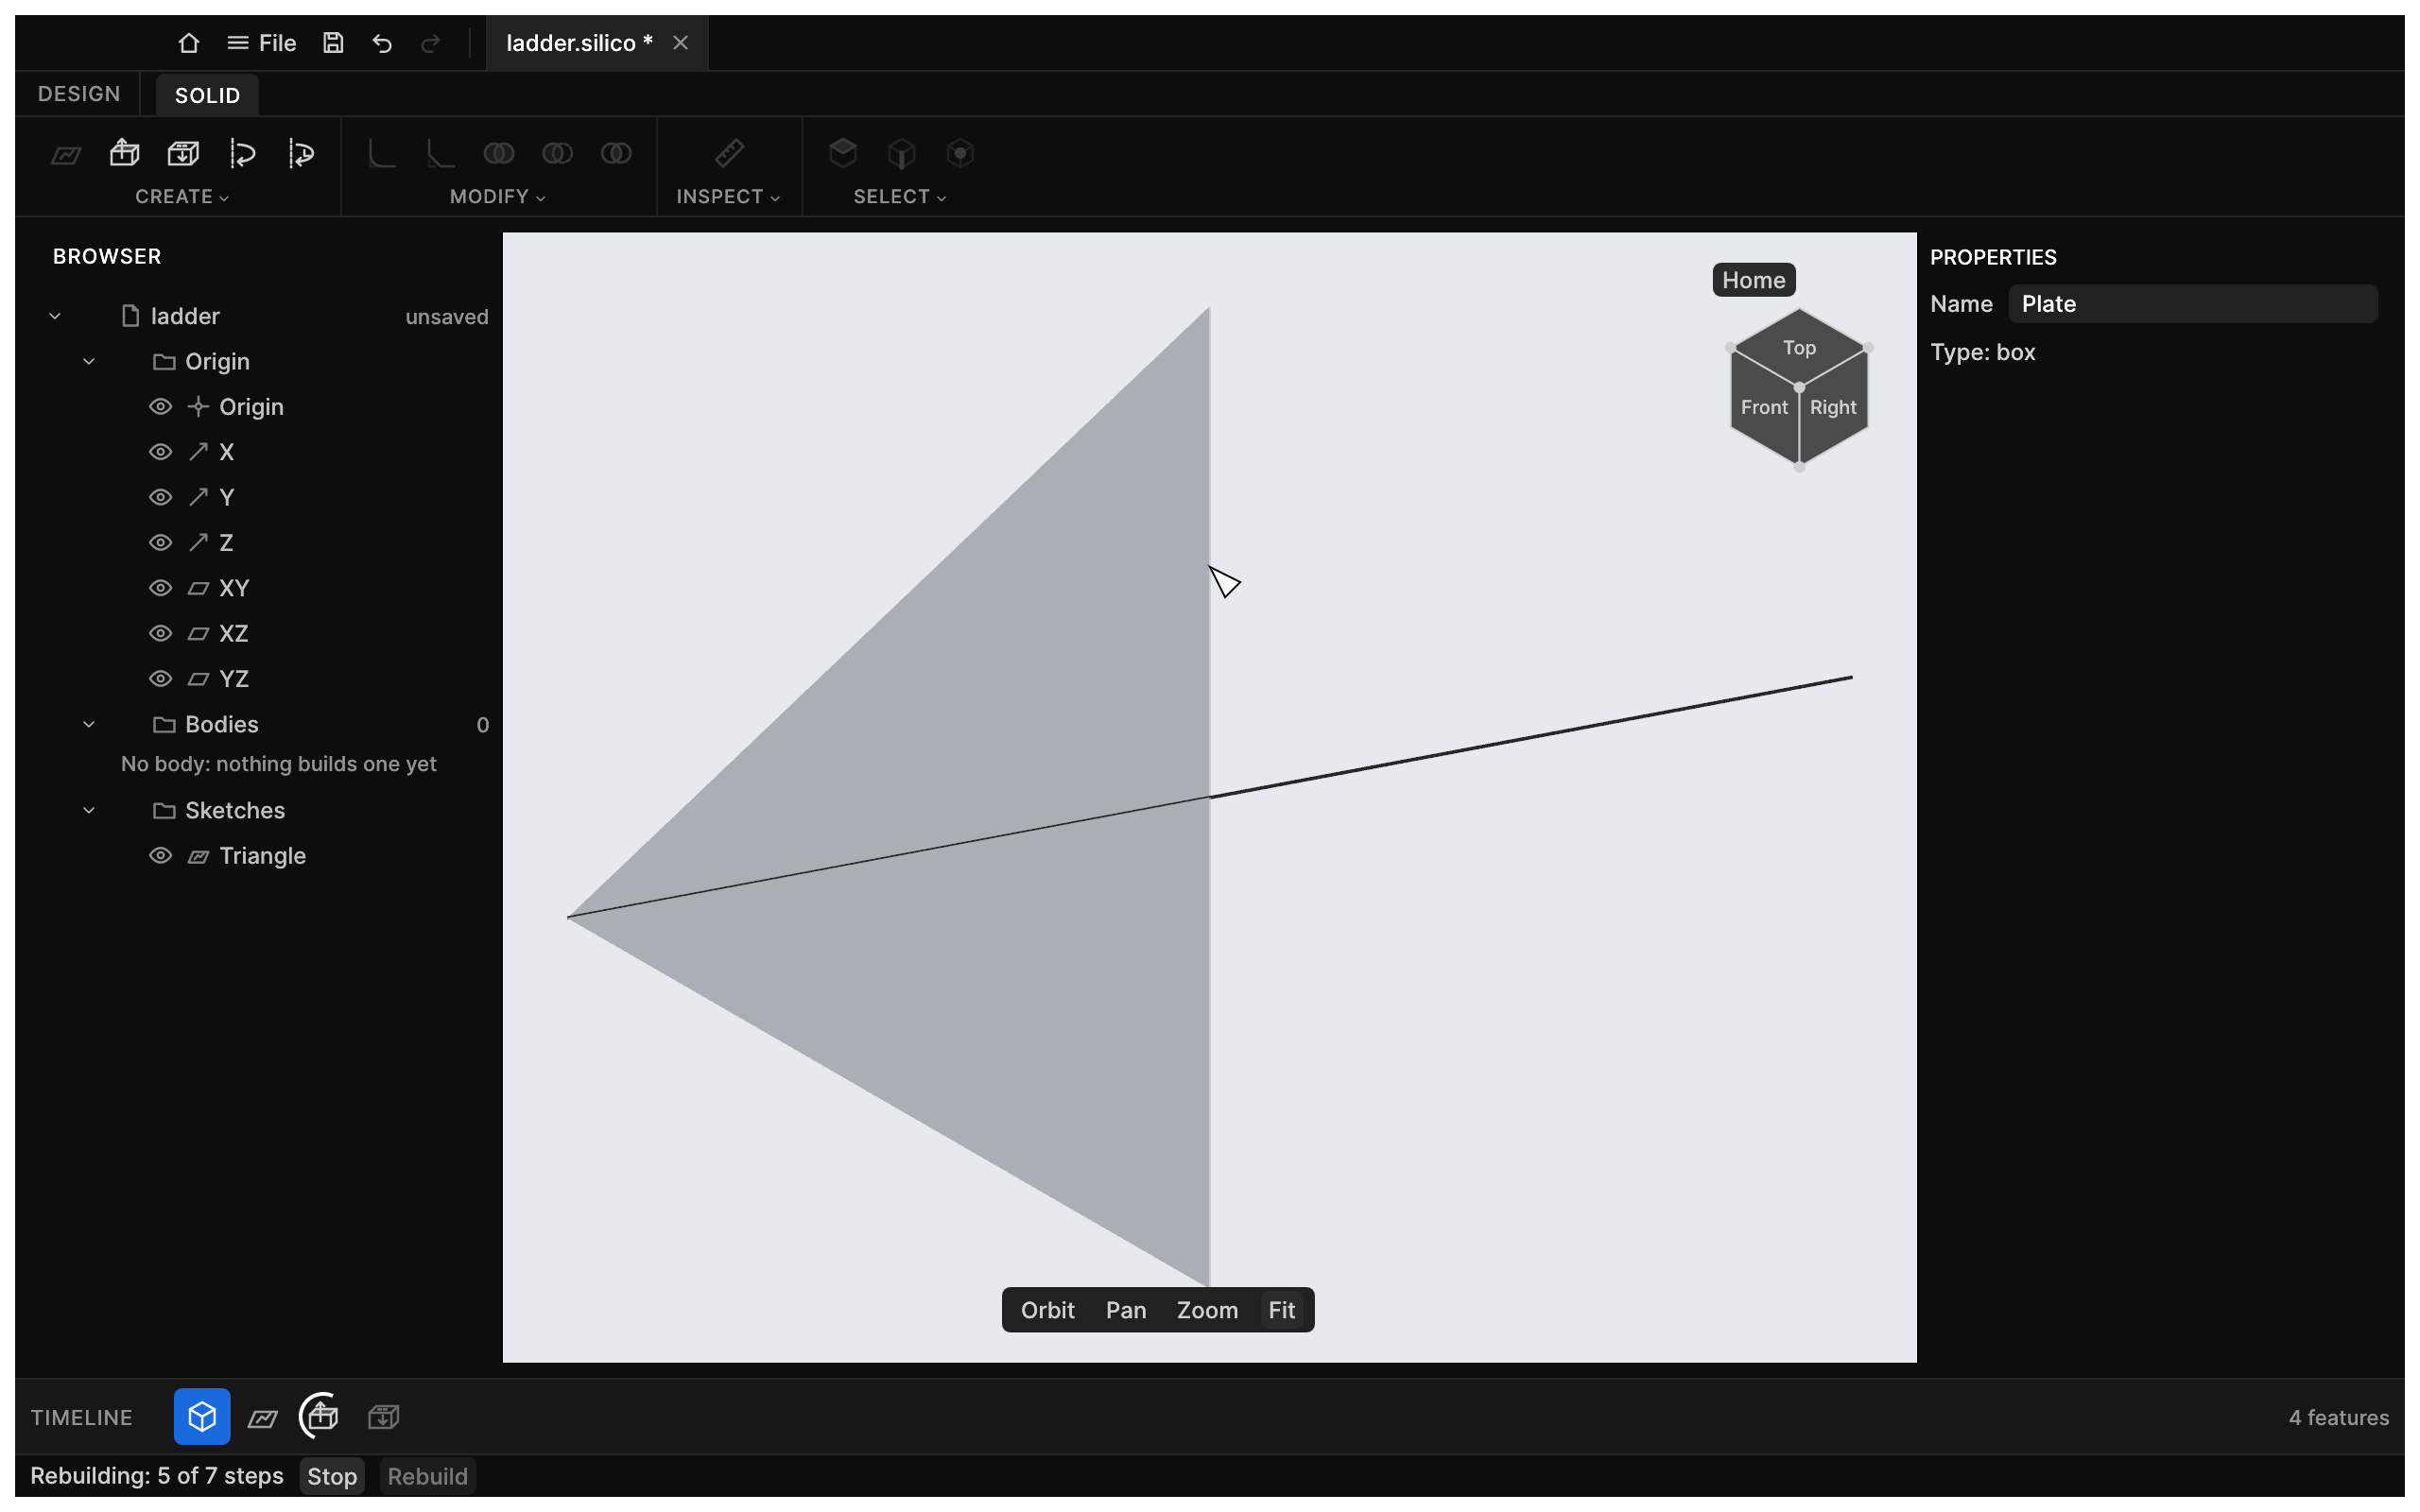 File
ladder.silico *
DESIGN
SOLID
CREATE
MODIFY
INSPECT
SELECT
BROWSER
ladder unsaved
Origin
Origin
X
Y
Z
XY
XZ
YZ
Bodies 0
No body: nothing builds one yet
Sketches
Triangle
Home
Top
Front Right
Orbit Pan Zoom Fit
PROPERTIES
Name Plate
Type: box
TIMELINE
4 features
Rebuilding: 5 of 7 steps Stop Rebuild